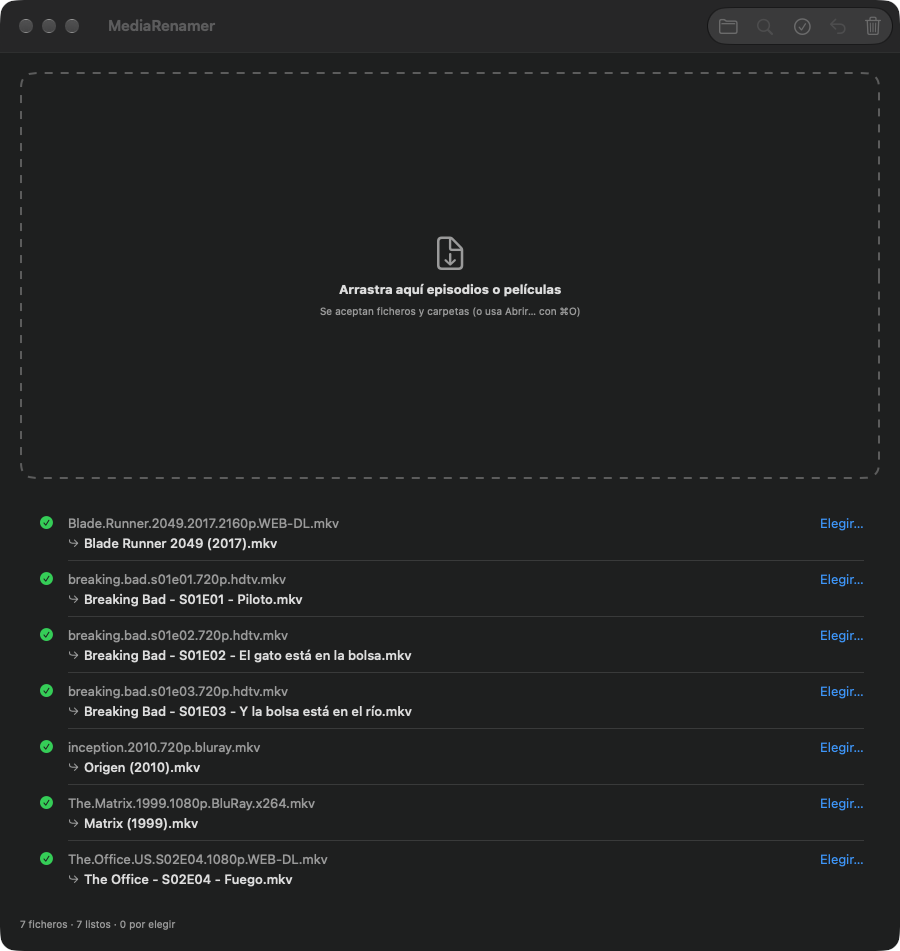 MediaRenamer
Arrastra aquí episodios o películas
Se aceptan ficheros y carpetas (o usa Abrir... con ⌘O)
Blade.Runner.2049.2017.2160p.WEB-DL.mkv
Elegir...
Blade Runner 2049 (2017).mkv
breaking.bad.s01e01.720p.hdtv.mkv
Elegir...
Breaking Bad - S01E01 - Piloto.mkv
breaking.bad.s01e02.720p.hdtv.mkv
Elegir...
Breaking Bad - S01E02 - El gato está en la bolsa.mkv
breaking.bad.s01e03.720p.hdtv.mkv
Elegir...
Breaking Bad - S01E03 - Y la bolsa está en el río.mkv
inception.2010.720p.bluray.mkv
Elegir...
Origen (2010).mkv
The.Matrix.1999.1080p.BluRay.x264.mkv
Elegir...
Matrix (1999).mkv
The.Office.US.S02E04.1080p.WEB-DL.mkv
Elegir...
The Office - S02E04 - Fuego.mkv
7 ficheros · 7 listos · 0 por elegir